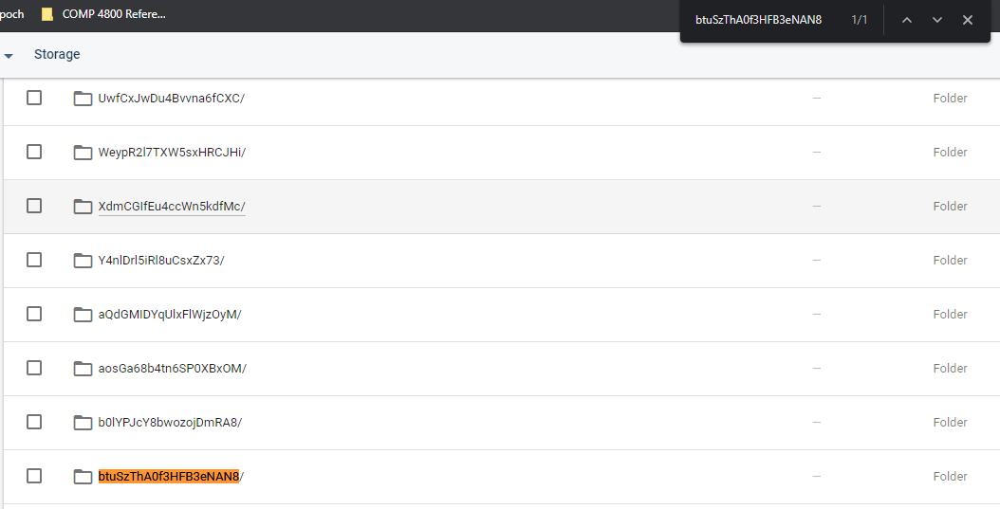 poch COMP 4800 Refere...
btuSzThA0f3HFB3eNAN8 1/1
Storage
UwfCxJwDu4Bvvna6fCXC/ — Folder
WeypR2l7TXW5sxHRCJHi/ — Folder
XdmCGIfEu4ccWn5kdfMc/ — Folder
Y4nlDrl5iRl8uCsxZx73/ — Folder
aQdGMIDYqUlxFlWjzOyM/ — Folder
aosGa68b4tn6SP0XBxOM/ — Folder
b0lYPJcY8bwozojDmRA8/ — Folder
btuSzThA0f3HFB3eNAN8/ — Folder